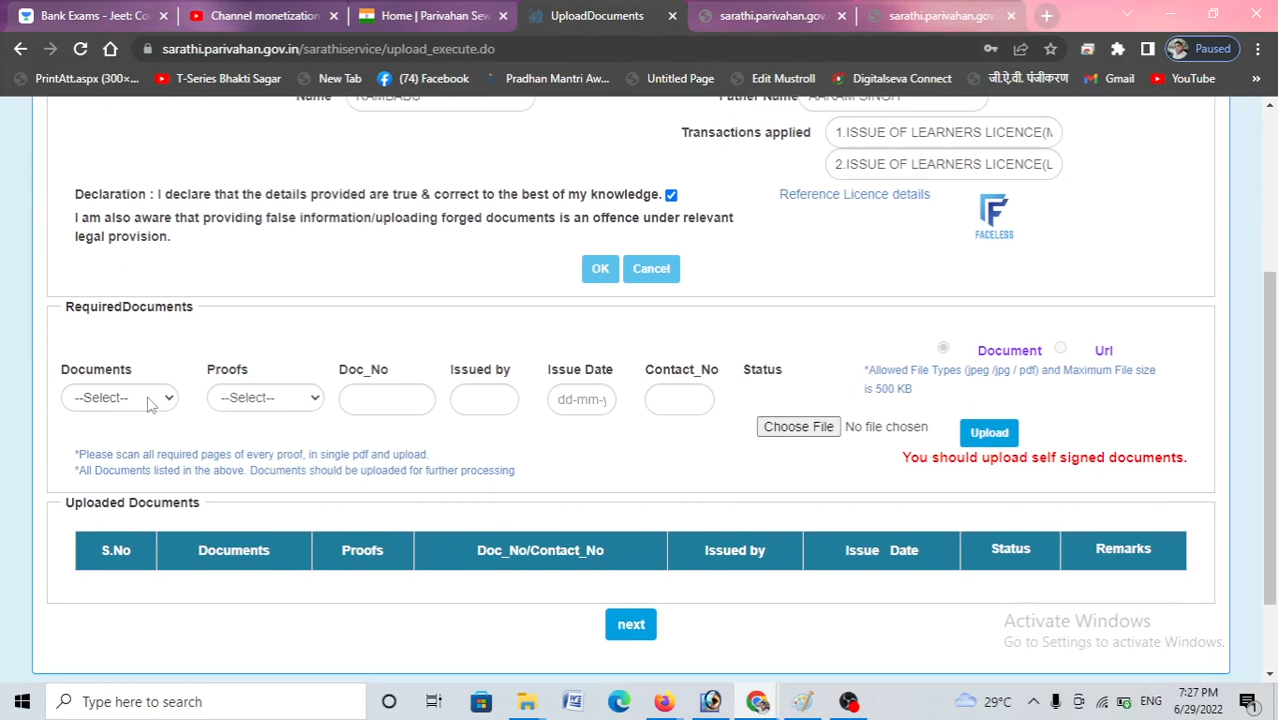 Bank Exams - Jeet: Co
Channel monetization
Home | Parivahan Sew
UploadDocuments
sarathi.parivahan.gov.in/
sarathi.parivahan.gov.in/
sarathi.parivahan.gov.in/sarathiservice/upload_execute.do
Paused
PrintAtt.aspx (300×...
T-Series Bhakti Sagar
New Tab
(74) Facebook
Pradhan Mantri Aw...
Untitled Page
Edit Mustroll
Digitalseva Connect
जी.ऐ.वी. पंजीकरण
Gmail
YouTube
Name
RAMBABU
Father Name
AARAM SINGH
Transactions applied
1.ISSUE OF LEARNERS LICENCE(M
2.ISSUE OF LEARNERS LICENCE(L
Declaration : I declare that the details provided are true & correct to the best of my knowledge.
Reference Licence details
I am also aware that providing false information/uploading forged documents is an offence under relevant
legal provision.
FACELESS
OK
Cancel
RequiredDocuments
Document
Url
Documents
Proofs
Doc_No
Issued by
Issue Date
Contact_No
Status
*Allowed File Types (jpeg /jpg / pdf) and Maximum File size
is 500 KB
--Select--
--Select--
dd-mm-y
Choose File
No file chosen
Upload
*Please scan all required pages of every proof, in single pdf and upload.
You should upload self signed documents.
*All Documents listed in the above. Documents should be uploaded for further processing
Uploaded Documents
S.No
Documents
Proofs
Doc_No/Contact_No
Issued by
Issue Date
Status
Remarks
next
Activate Windows
Go to Settings to activate Windows.
Type here to search
29°C
ENG
7:27 PM
6/29/2022